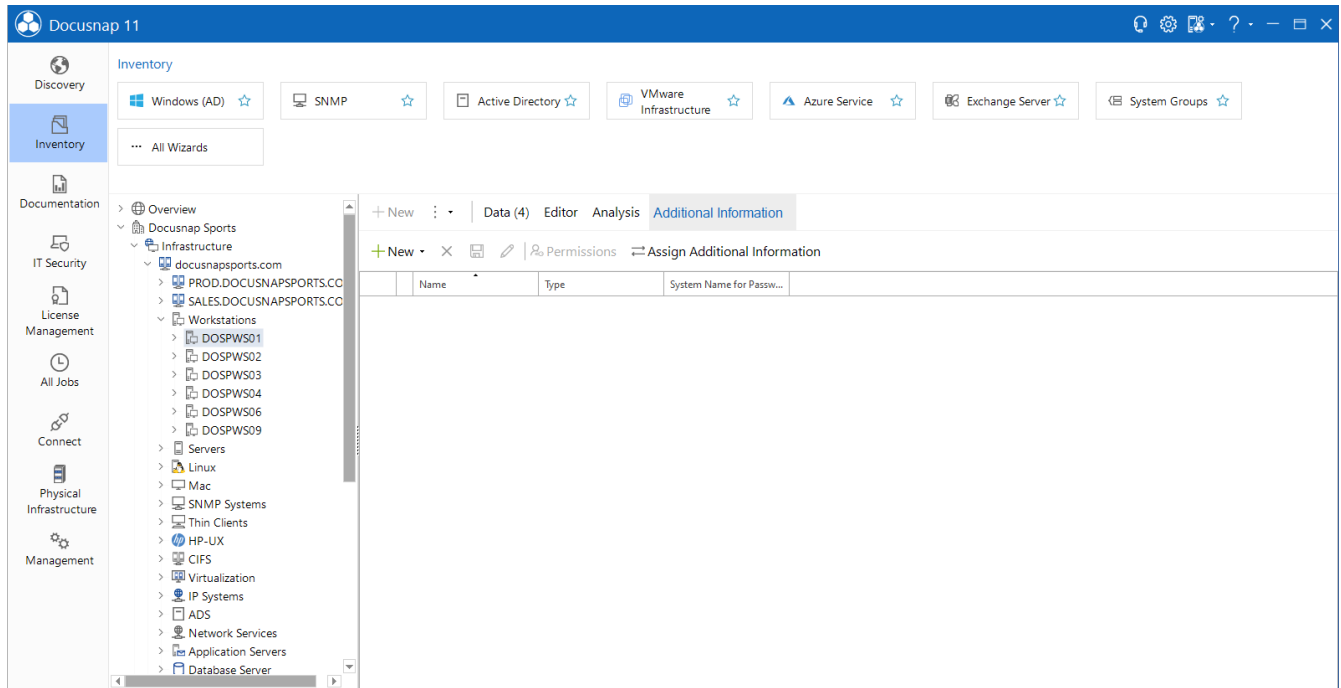 Docusnap 11
Discovery
Inventory
Documentation
IT Security
License
Management
All Jobs
Connect
Physical
Infrastructure
Management
Inventory
Windows (AD)
SNMP
Active Directory
VMware
Infrastructure
Azure Service
Exchange Server
System Groups
All Wizards
Overview
Docusnap Sports
Infrastructure
docusnapsports.com
PROD.DOCUSNAPSPORTS.CO
SALES.DOCUSNAPSPORTS.CO
Workstations
DOSPWS01
DOSPWS02
DOSPWS03
DOSPWS04
DOSPWS06
DOSPWS09
Servers
Linux
Mac
SNMP Systems
Thin Clients
HP-UX
CIFS
Virtualization
IP Systems
ADS
Network Services
Application Servers
Database Server
New Data (4) Editor Analysis Additional Information
New Permissions Assign Additional Information
Name Type System Name for Passw...